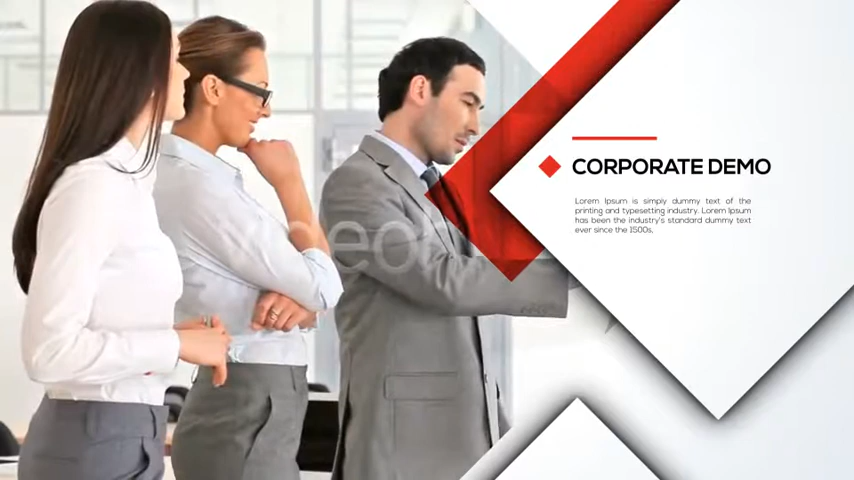 CORPORATE DEMO
Lorem Ipsum is simply dummy text of the
printing and typesetting industry. Lorem Ipsum
has been the industry's standard dummy text
ever since the 1500s,